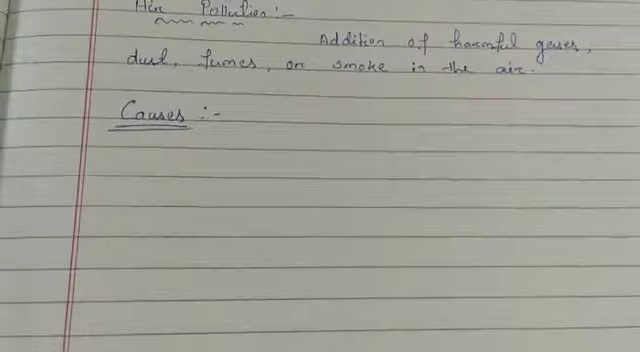 Air Pollution :-
Addition of harmful gases,
dust, fumes, or smoke in the air.
Causes :-